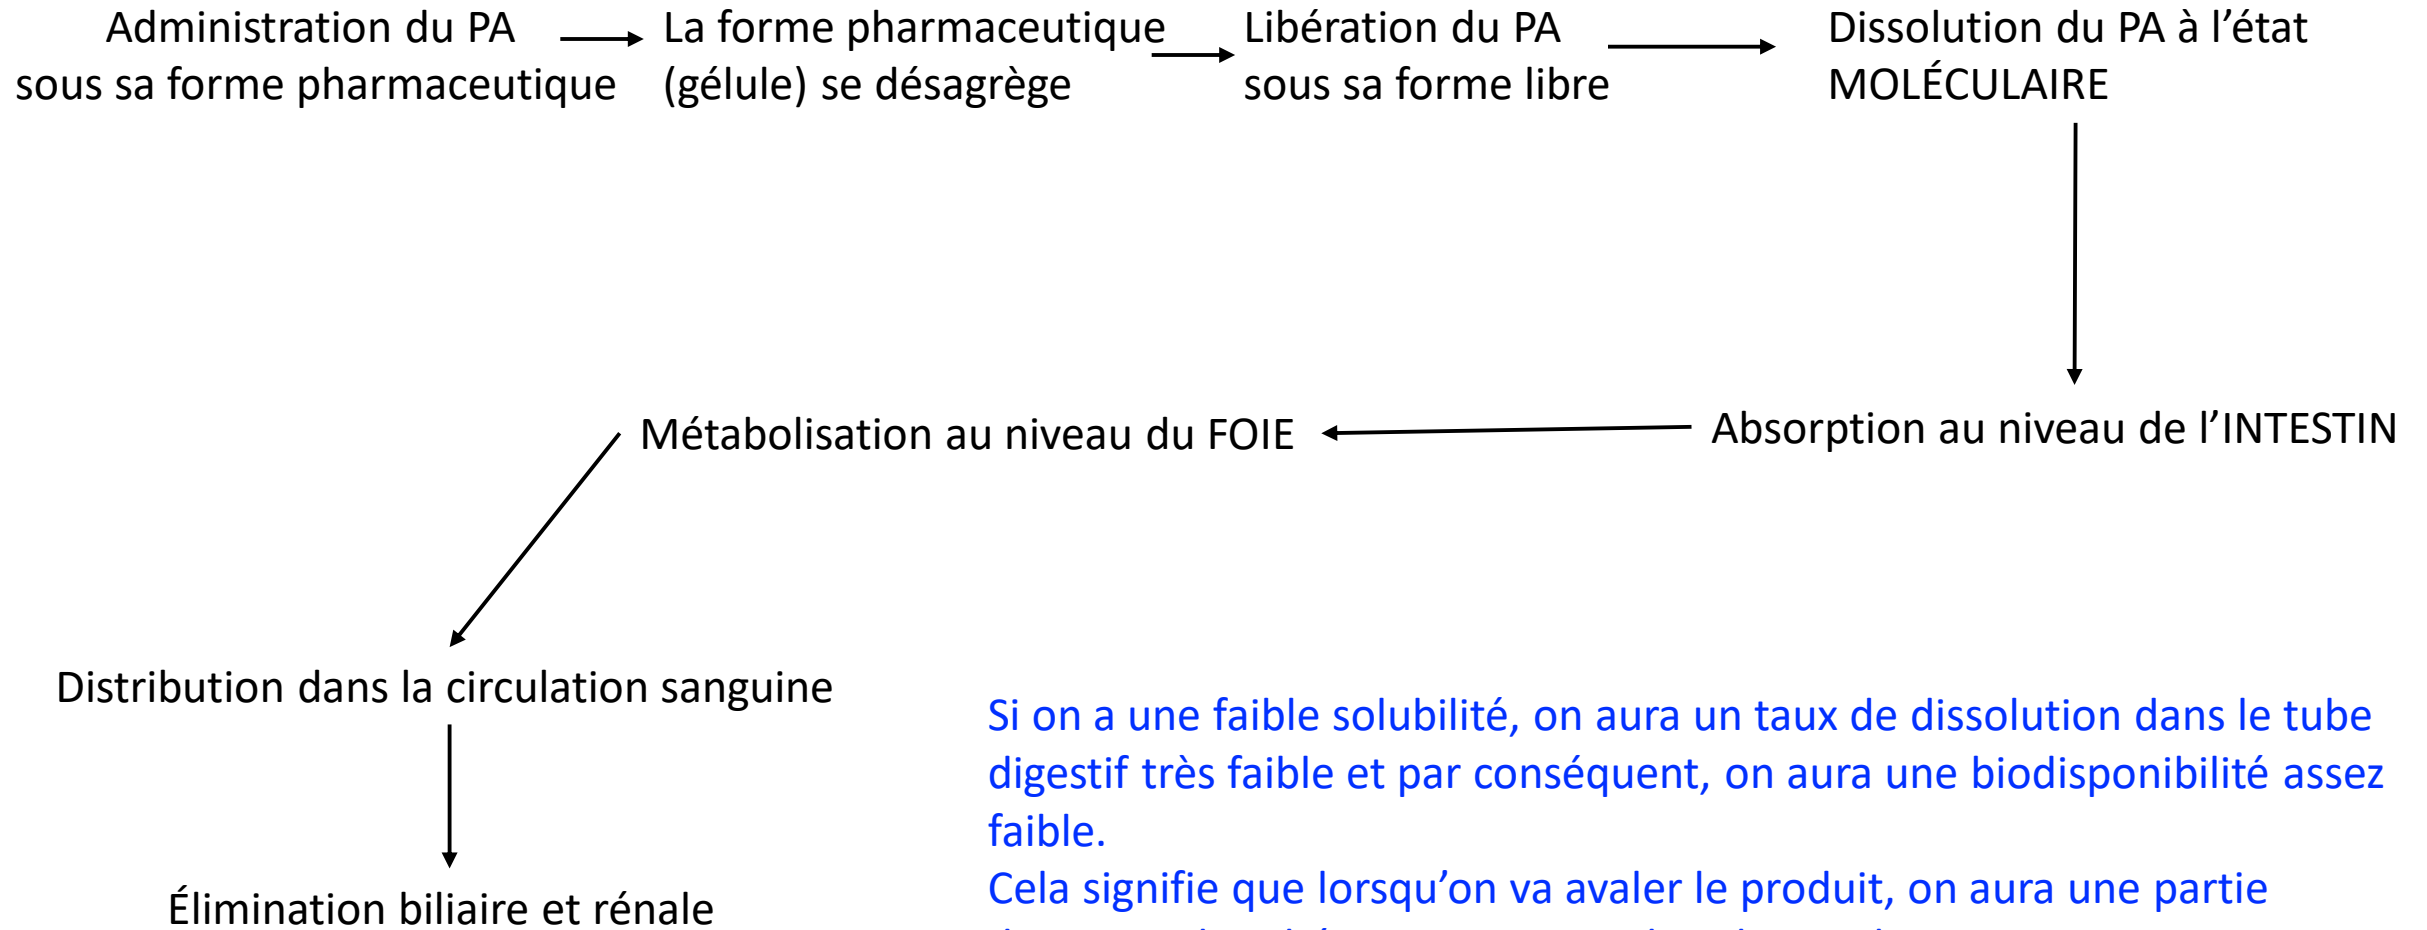 Administration du PA
sous sa forme pharmaceutique
La forme pharmaceutique
(gélule) se désagrège
Libération du PA
sous sa forme libre
Dissolution du PA à l’état
MOLÉCULAIRE
Absorption au niveau de l’INTESTIN
Métabolisation au niveau du FOIE
Distribution dans la circulation sanguine
Élimination biliaire et rénale
Si on a une faible solubilité, on aura un taux de dissolution dans le tube
digestif très faible et par conséquent, on aura une biodisponibilité assez
faible.
Cela signifie que lorsqu’on va avaler le produit, on aura une partie